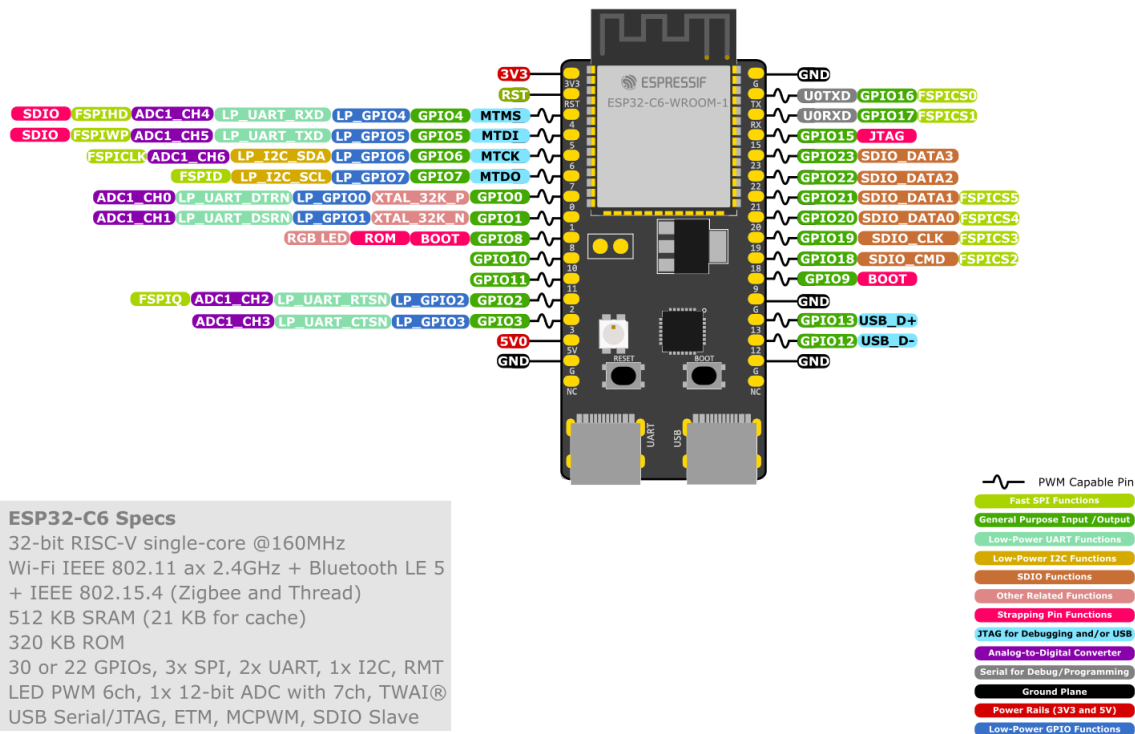 3V3 3V3 ESPRESSIF G GND
RST RST ESP32-C6-WROOM-1 TX U0TXD GPIO16 FSPICS0
SDIO FSPIHD ADC1_CH4 LP_UART_RXD LP_GPIO4 GPIO4 MTMS 4 RX U0RXD GPIO17 FSPICS1
SDIO FSPIWP ADC1_CH5 LP_UART_TXD LP_GPIO5 GPIO5 MTDI 5 15 GPIO15 JTAG
FSPICLK ADC1_CH6 LP_I2C_SDA LP_GPIO6 GPIO6 MTCK 6 23 GPIO23 SDIO_DATA3
FSPID LP_I2C_SCL LP_GPIO7 GPIO7 MTDO 7 22 GPIO22 SDIO_DATA2
ADC1_CH0 LP_UART_DTRN LP_GPIO0 XTAL_32K_P GPIO0 0 21 GPIO21 SDIO_DATA1 FSPICS5
ADC1_CH1 LP_UART_DSRN LP_GPIO1 XTAL_32K_N GPIO1 1 20 GPIO20 SDIO_DATA0 FSPICS4
RGB LED ROM BOOT GPIO8 8 19 GPIO19 SDIO_CLK FSPICS3
GPIO10 10 18 GPIO18 SDIO_CMD FSPICS2
GPIO11 11 9 GPIO9 BOOT
FSPIQ ADC1_CH2 LP_UART_RTSN LP_GPIO2 GPIO2 2 G GND
ADC1_CH3 LP_UART_CTSN LP_GPIO3 GPIO3 3 13 GPIO13 USB_D+
5V0 5V 12 GPIO12 USB_D-
GND G RESET BOOT G GND
NC NC
UART USB
PWM Capable Pin
Fast SPI Functions
General Purpose Input /Output
Low-Power UART Functions
Low-Power I2C Functions
SDIO Functions
Other Related Functions
Strapping Pin Functions
JTAG for Debugging and/or USB
Analog-to-Digital Converter
Serial for Debug/Programming
Ground Plane
Power Rails (3V3 and 5V)
Low-Power GPIO Functions
ESP32-C6 Specs
32-bit RISC-V single-core @160MHz
Wi-Fi IEEE 802.11 ax 2.4GHz + Bluetooth LE 5
+ IEEE 802.15.4 (Zigbee and Thread)
512 KB SRAM (21 KB for cache)
320 KB ROM
30 or 22 GPIOs, 3x SPI, 2x UART, 1x I2C, RMT
LED PWM 6ch, 1x 12-bit ADC with 7ch, TWAI®
USB Serial/JTAG, ETM, MCPWM, SDIO Slave